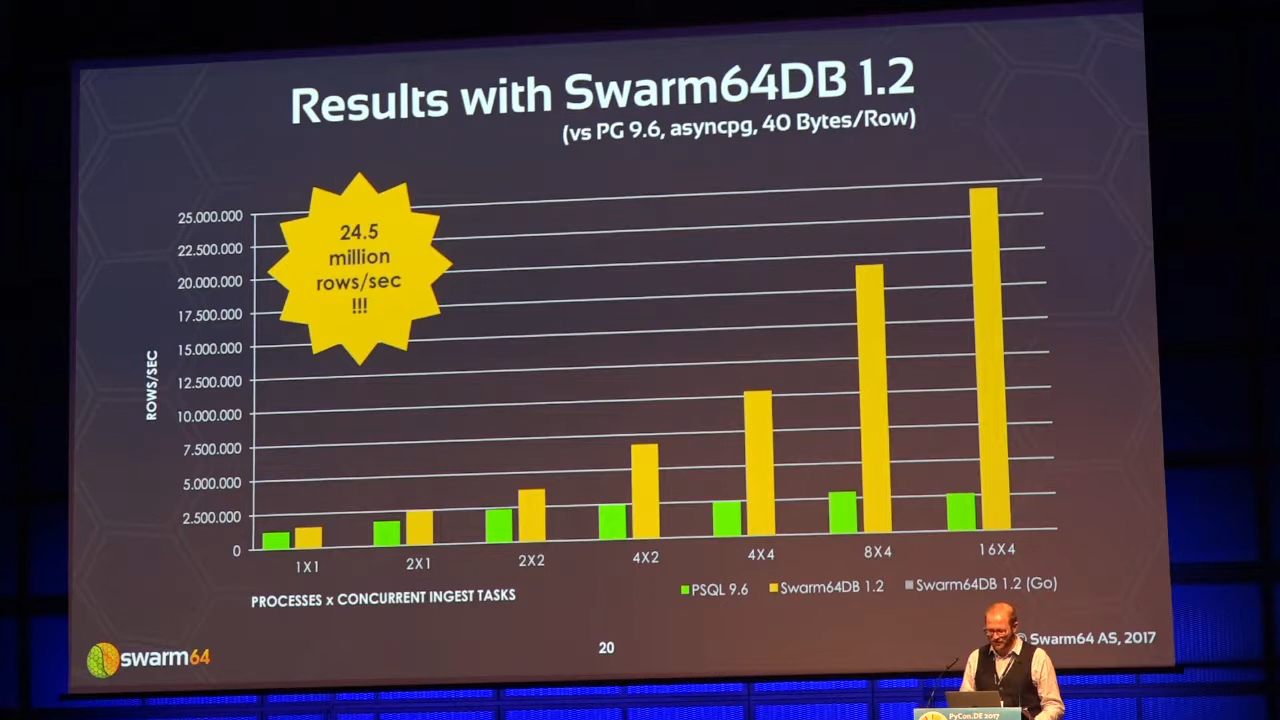 Results with Swarm64DB 1.2
(vs PG 9.6, asyncpg, 40 Bytes/Row)
24.5
million
rows/sec
!!!
25.000.000
22.500.000
20.000.000
17.500.000
15.000.000
12.500.000
10.000.000
7.500.000
5.000.000
2.500.000
0
ROWS/SEC
1X1 2X1 2X2 4X2 4X4 8X4 16X4
PROCESSES x CONCURRENT INGEST TASKS
PSQL 9.6 Swarm64DB 1.2 Swarm64DB 1.2 (Go)
swarm64
20
© Swarm64 AS, 2017
PyCon.DE 2017